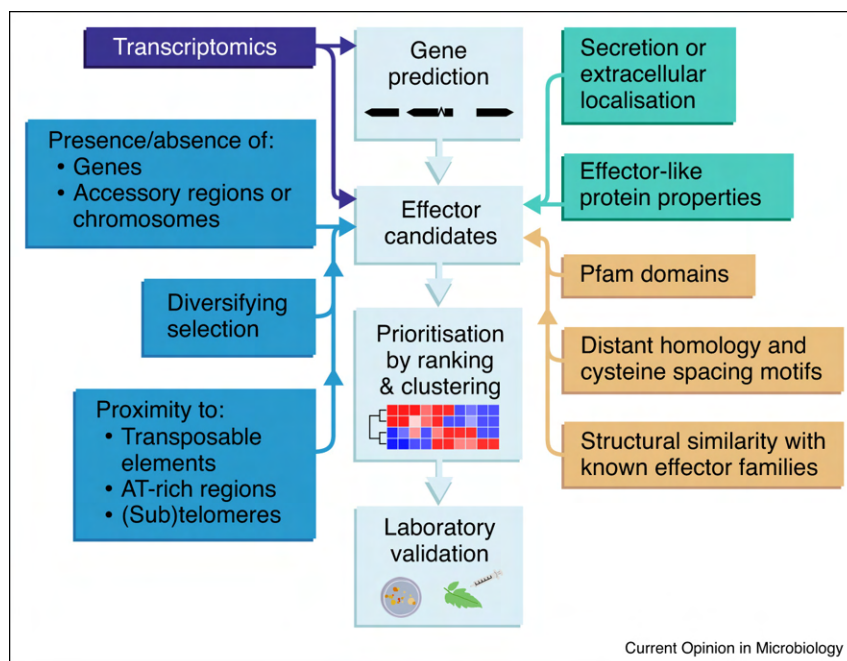 Transcriptomics
Gene
prediction
Secretion or
extracellular
localisation
Presence/absence of:
• Genes
• Accessory regions or
chromosomes
Effector
candidates
Effector-like
protein properties
Pfam domains
Diversifying
selection
Prioritisation
by ranking
& clustering
Distant homology and
cysteine spacing motifs
Proximity to:
• Transposable
elements
• AT-rich regions
• (Sub)telomeres
Structural similarity with
known effector families
Laboratory
validation
Current Opinion in Microbiology